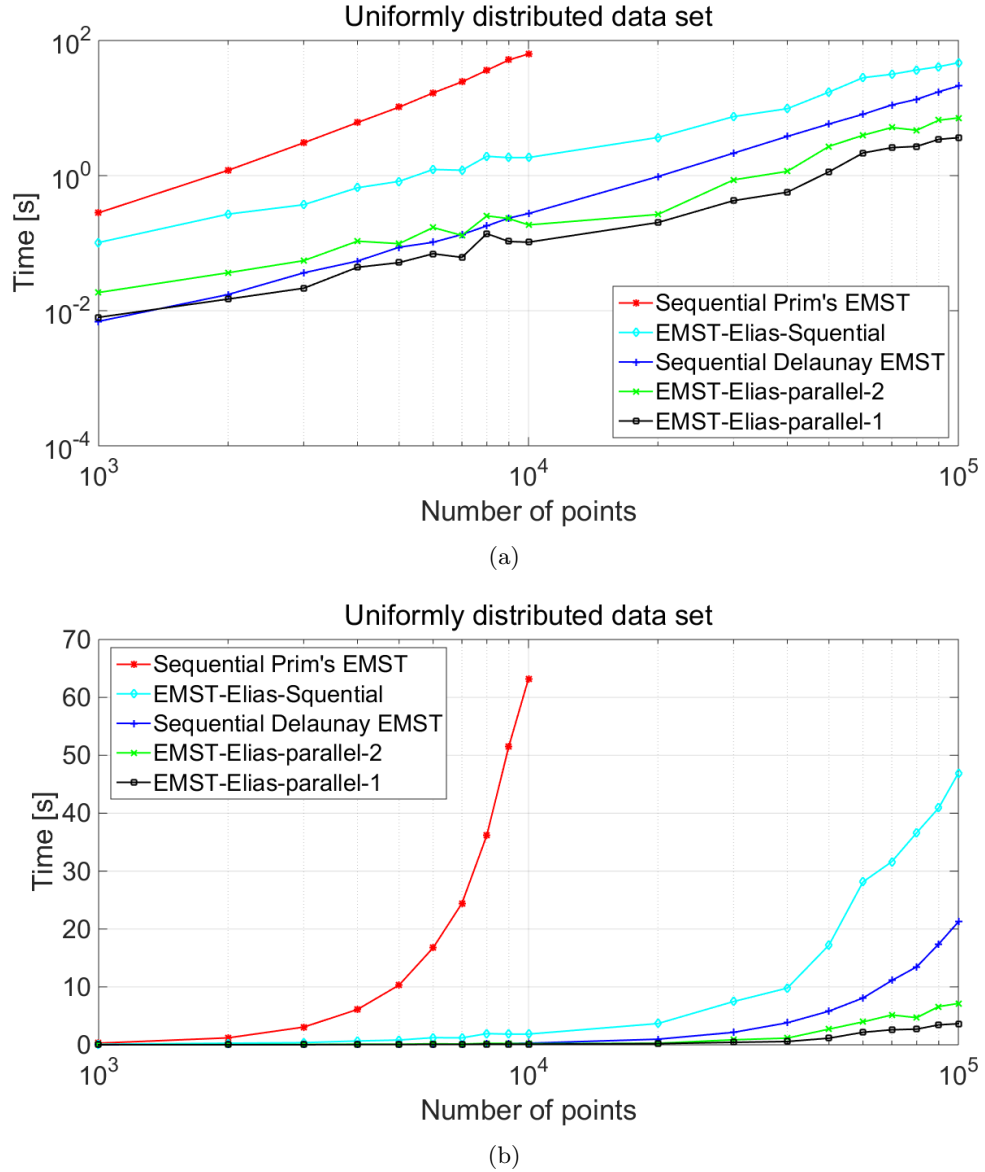 Uniformly distributed data set
10^2
10^0
10^-2
10^-4
Time [s]
Sequential Prim's EMST
EMST-Elias-Squential
Sequential Delaunay EMST
EMST-Elias-parallel-2
EMST-Elias-parallel-1
10^3
10^4
10^5
Number of points
(a)
Uniformly distributed data set
70
60
50
40
30
20
10
0
Time [s]
Sequential Prim's EMST
EMST-Elias-Squential
Sequential Delaunay EMST
EMST-Elias-parallel-2
EMST-Elias-parallel-1
10^3
10^4
10^5
Number of points
(b)